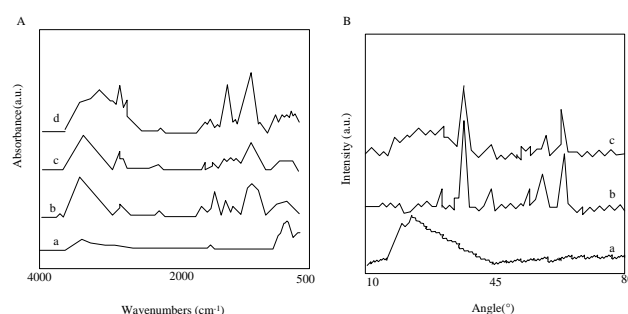 A
B
Absorbance(a.u.)
d
c
b
a
4000
2000
500
Wavenumbers (cm-1)
Intensity (a.u.)
c
b
a
10
45
8
Angle(°)